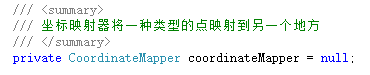 /// <summary>
/// 坐标映射器将一种类型的点映射到另一个地方
/// </summary>
private CoordinateMapper coordinateMapper = null;